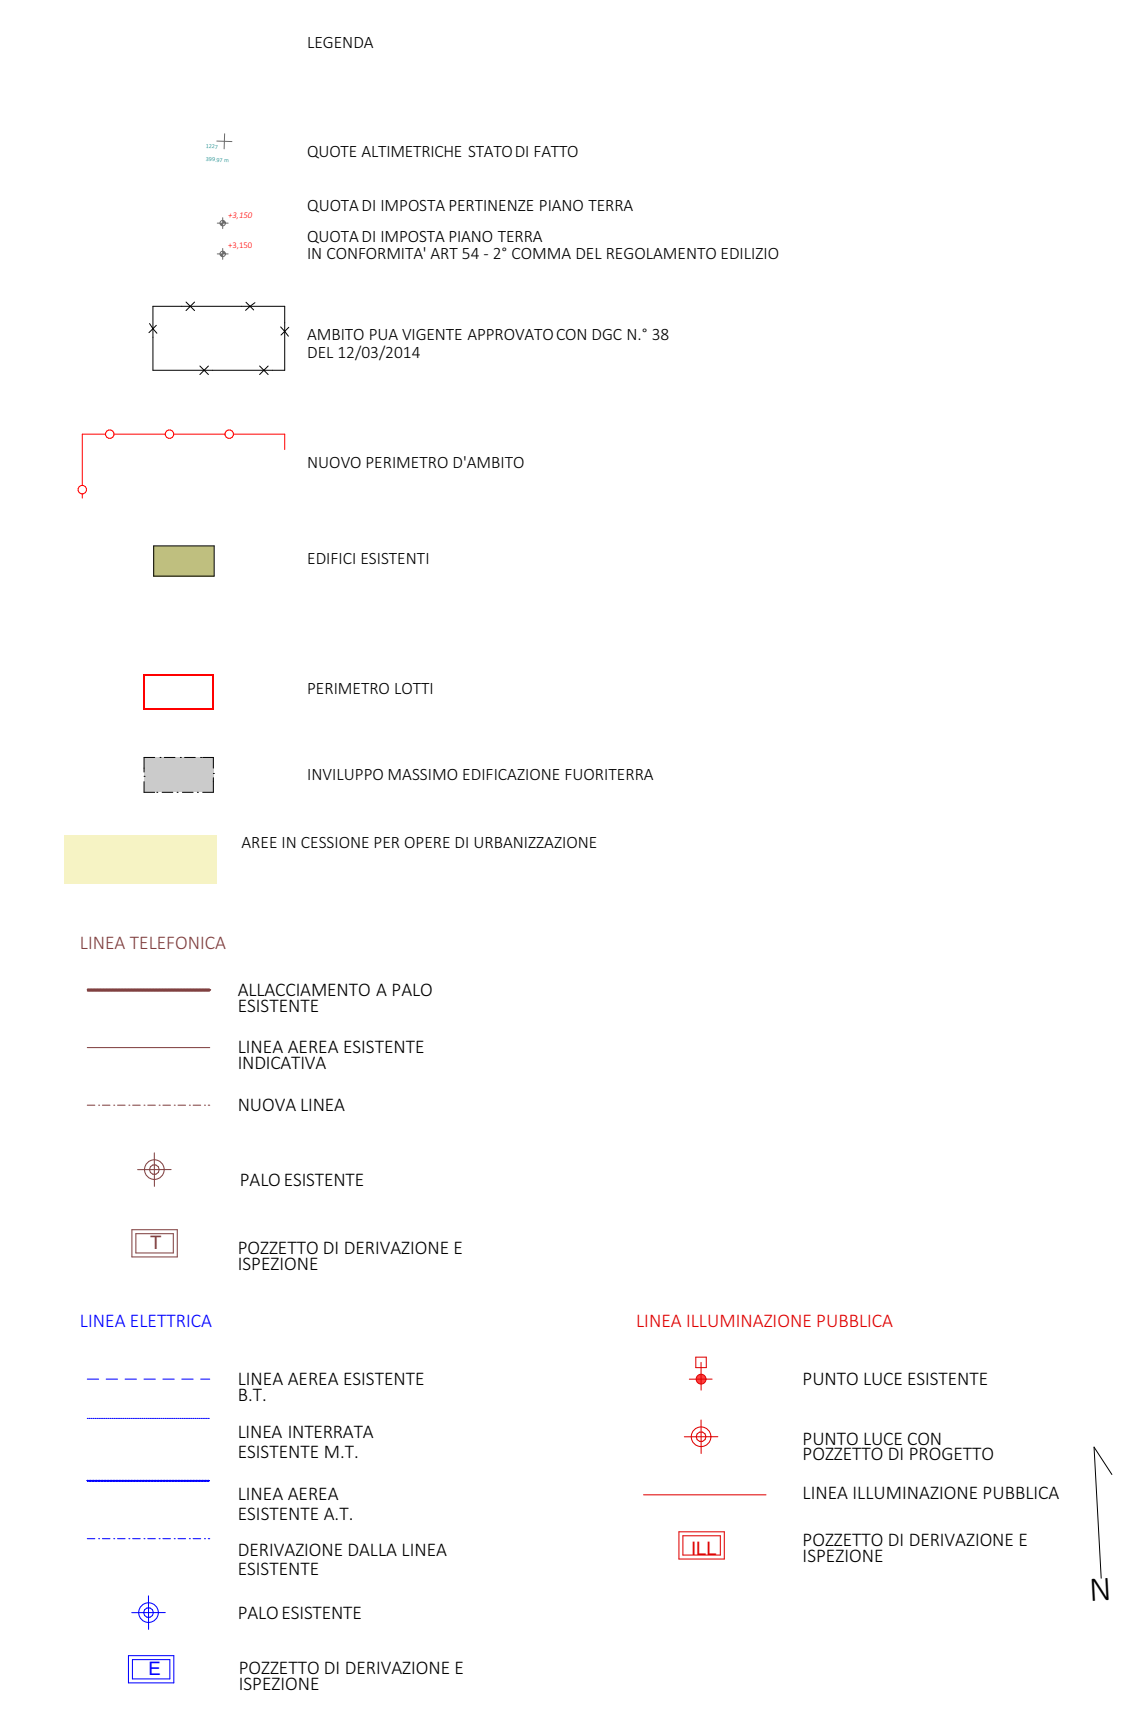 LEGENDA
1227
399.97 m
QUOTE ALTIMETRICHE STATO DI FATTO
+3,150
QUOTA DI IMPOSTA PERTINENZE PIANO TERRA
+3,150
QUOTA DI IMPOSTA PIANO TERRA
IN CONFORMITA' ART 54 - 2° COMMA DEL REGOLAMENTO EDILIZIO
AMBITO PUA VIGENTE APPROVATO CON DGC N.° 38
DEL 12/03/2014
NUOVO PERIMETRO D'AMBITO
EDIFICI ESISTENTI
PERIMETRO LOTTI
INVILUPPO MASSIMO EDIFICAZIONE FUORITERRA
AREE IN CESSIONE PER OPERE DI URBANIZZAZIONE
LINEA TELEFONICA
ALLACCIAMENTO A PALO
ESISTENTE
LINEA AEREA ESISTENTE
INDICATIVA
NUOVA LINEA
PALO ESISTENTE
T
POZZETTO DI DERIVAZIONE E
ISPEZIONE
LINEA ELETTRICA
LINEA AEREA ESISTENTE
B.T.
LINEA INTERRATA
ESISTENTE M.T.
LINEA AEREA
ESISTENTE A.T.
DERIVAZIONE DALLA LINEA
ESISTENTE
PALO ESISTENTE
E
POZZETTO DI DERIVAZIONE E
ISPEZIONE
LINEA ILLUMINAZIONE PUBBLICA
PUNTO LUCE ESISTENTE
PUNTO LUCE CON
POZZETTO DI PROGETTO
LINEA ILLUMINAZIONE PUBBLICA
ILL
POZZETTO DI DERIVAZIONE E
ISPEZIONE
N